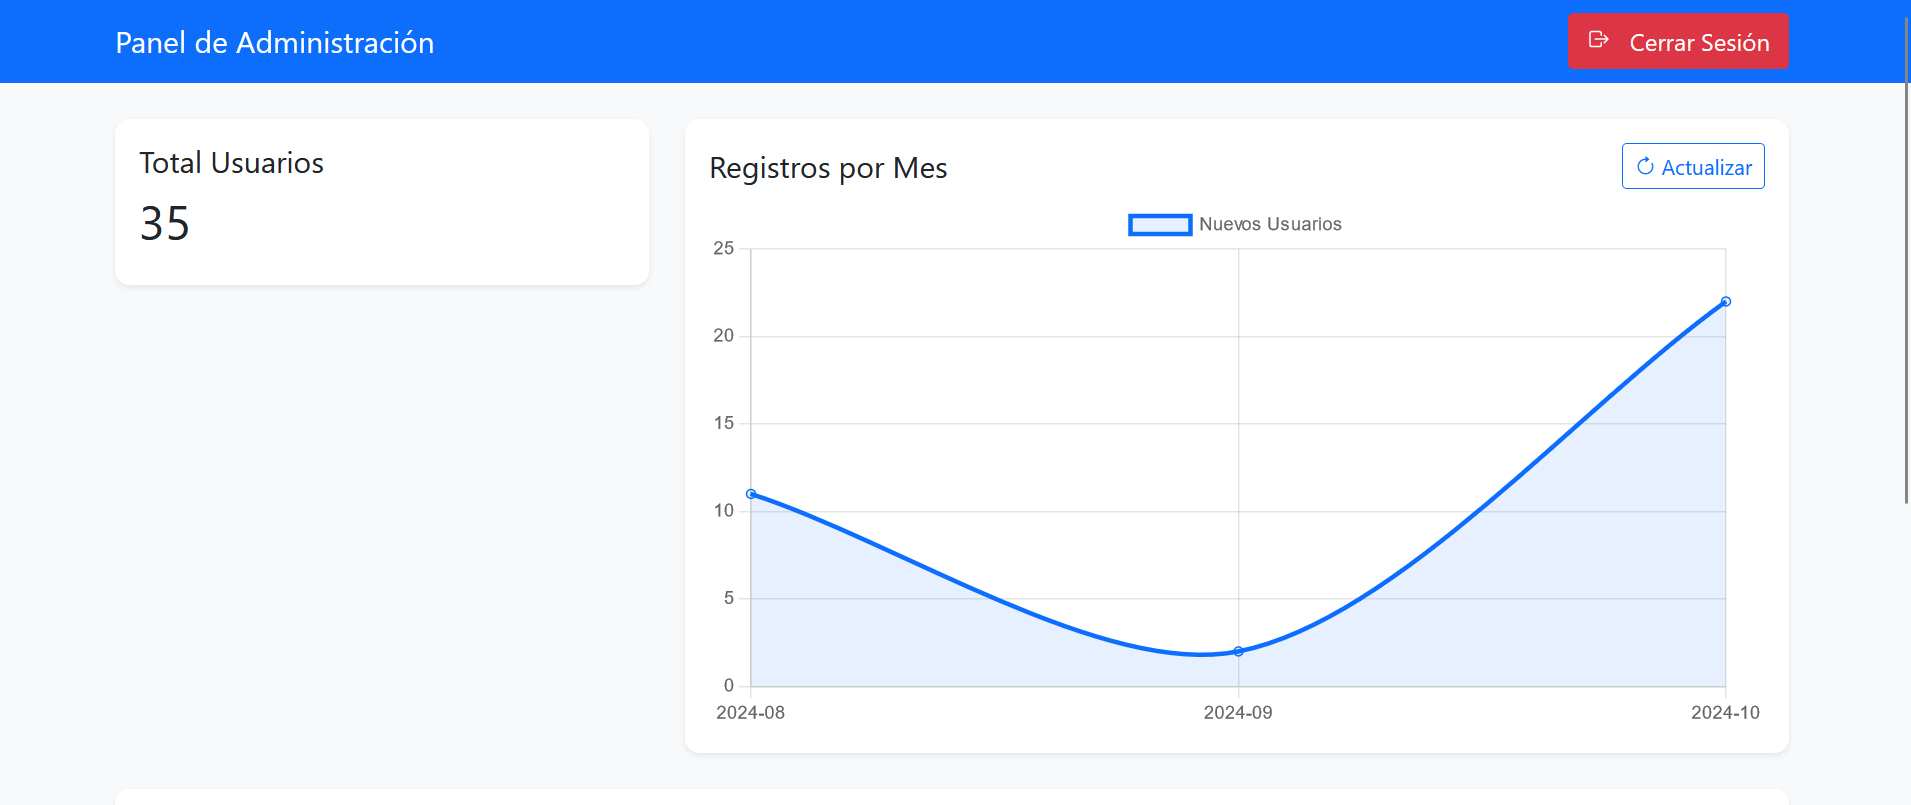 Panel de Administración
Cerrar Sesión
Total Usuarios
35
Registros por Mes
Actualizar
Nuevos Usuarios
25
20
15
10
5
0
2024-08 2024-09 2024-10